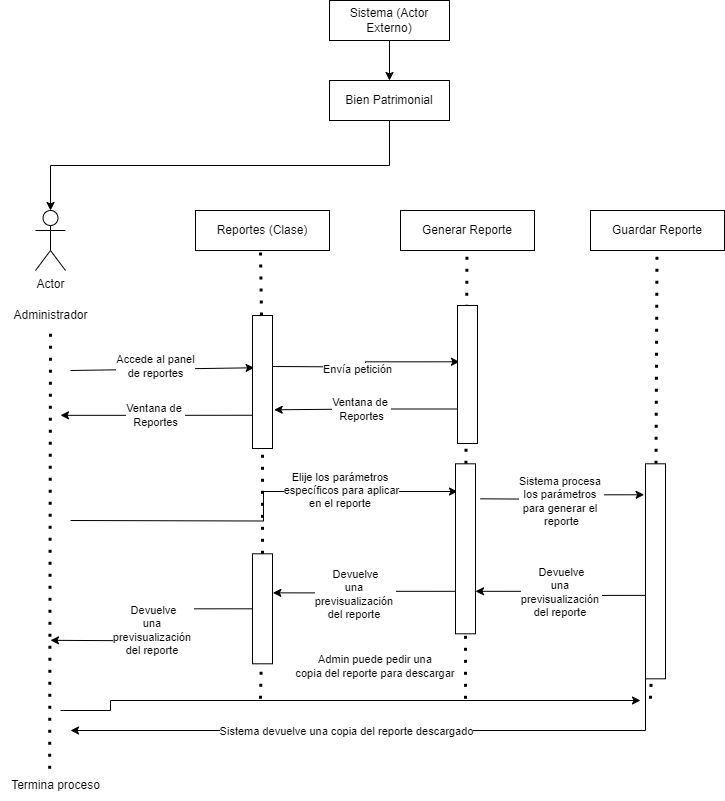 Sistema (Actor
Externo)
Bien Patrimonial
Reportes (Clase)
Generar Reporte
Guardar Reporte
Actor
Administrador
Accede al panel
de reportes
Envía petición
Ventana de
Reportes
Ventana de
Reportes
Elije los parámetros
específicos para aplicar
en el reporte
Sistema procesa
los parámetros
para generar el
reporte
Devuelve
una
previsualización
del reporte
Devuelve
una
previsualización
del reporte
Devuelve
una
previsualización
del reporte
Admin puede pedir una
copia del reporte para descargar
Sistema devuelve una copia del reporte descargado
Termina proceso